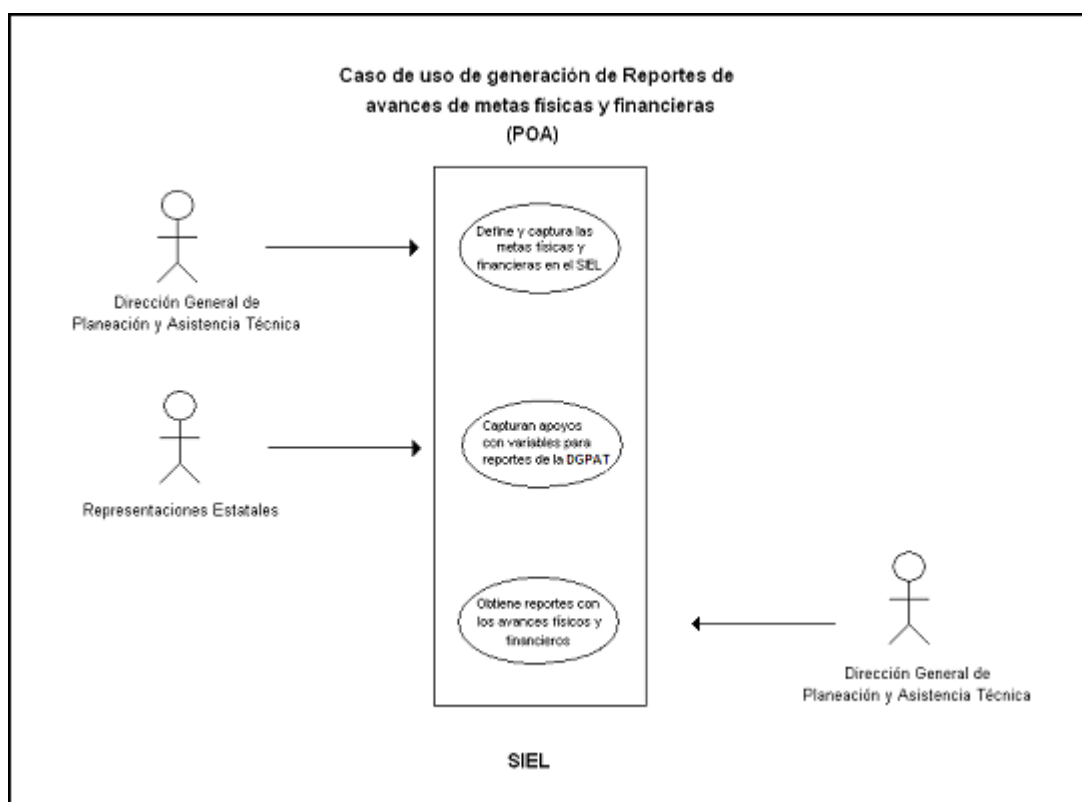 Caso de uso de generación de Reportes de
avances de metas físicas y financieras
(POA)
Define y captura las
metas físicas y
financieras en el SIEL
Dirección General de
Planeación y Asistencia Técnica
Capturan apoyos
con variables para
reportes de la DGPAT
Representaciones Estatales
Obtiene reportes con
los avances físicos y
financieros
Dirección General de
Planeación y Asistencia Técnica
SIEL